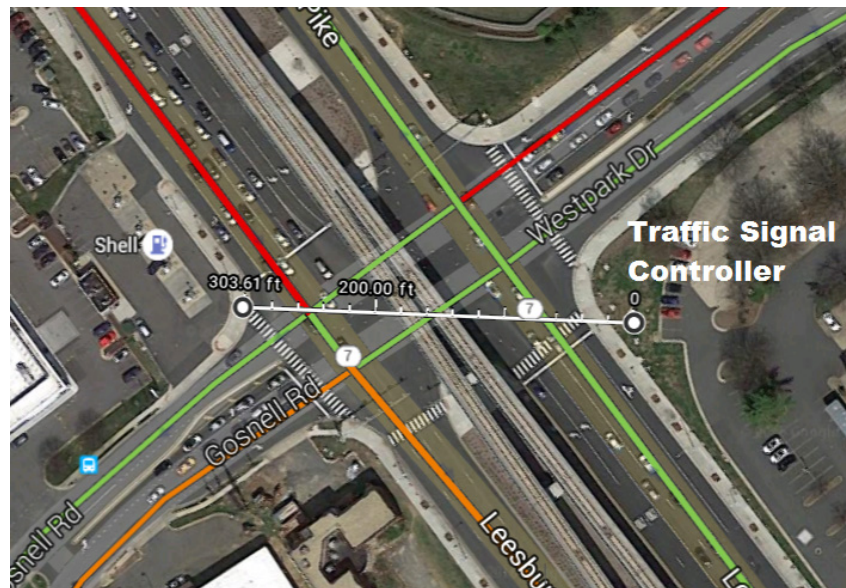 Pike
Westpark Dr
Shell
Traffic Signal
Controller
303.61 ft
200.00 ft
0
7
7
Gosnell Rd
snell Rd
Leesbu
L